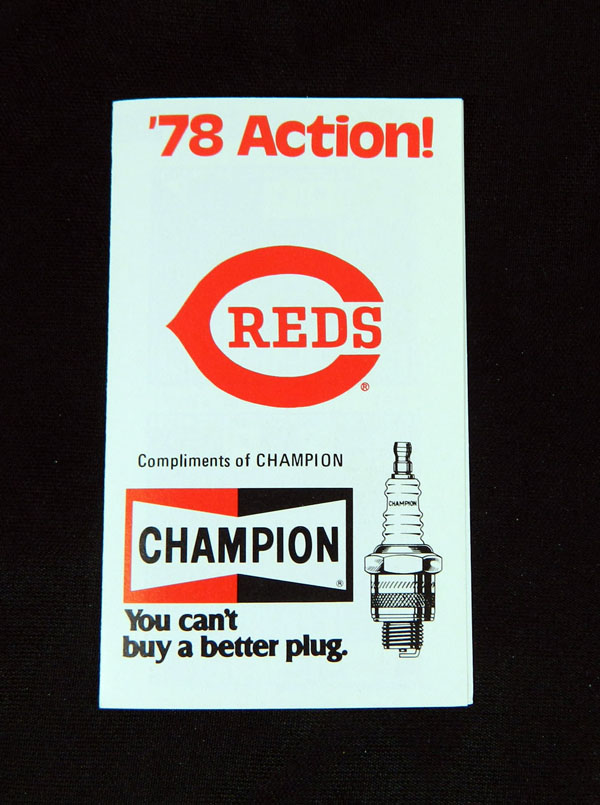 '78 Action!
REDS
®
Compliments of CHAMPION
CHAMPION
CHAMPION
®
You can't
buy a better plug.